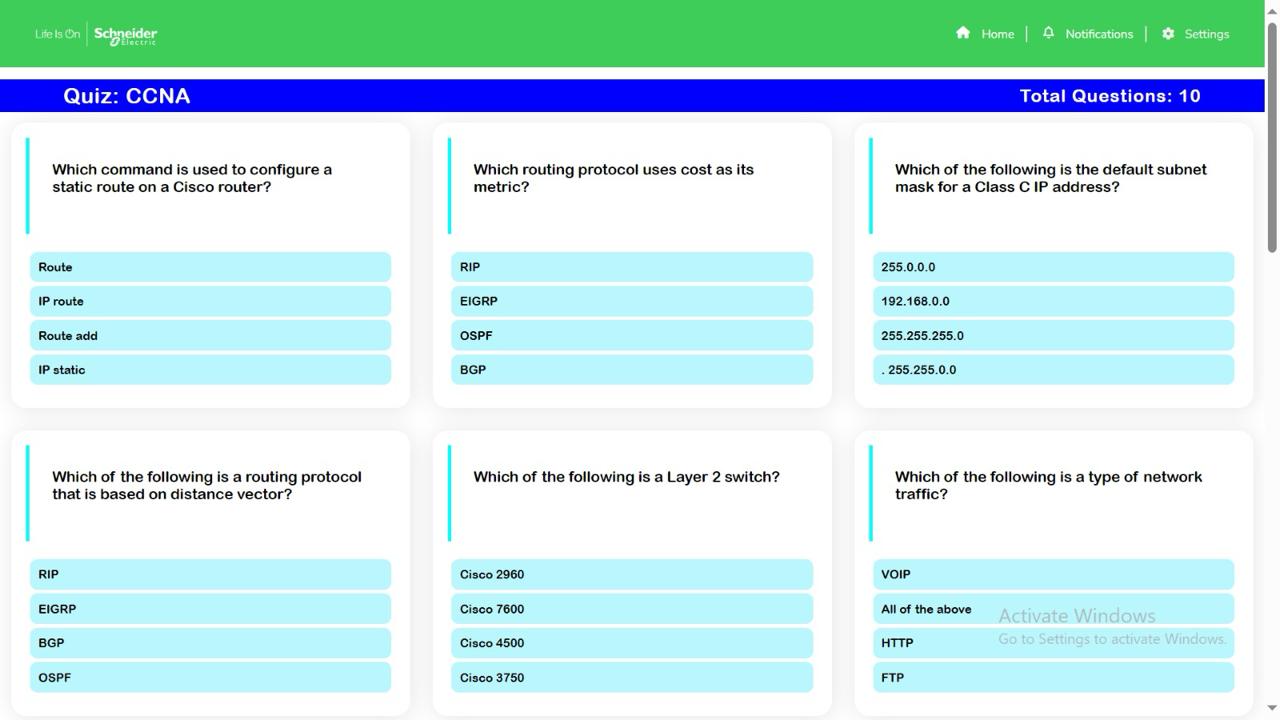 Life Is On | Schneider Electric
Home | Notifications | Settings
Quiz: CCNA
Total Questions: 10
Which command is used to configure a
static route on a Cisco router?
Route
IP route
Route add
IP static
Which routing protocol uses cost as its
metric?
RIP
EIGRP
OSPF
BGP
Which of the following is the default subnet
mask for a Class C IP address?
255.0.0.0
192.168.0.0
255.255.255.0
. 255.255.0.0
Which of the following is a routing protocol
that is based on distance vector?
RIP
EIGRP
BGP
OSPF
Which of the following is a Layer 2 switch?
Cisco 2960
Cisco 7600
Cisco 4500
Cisco 3750
Which of the following is a type of network
traffic?
VOIP
All of the above
HTTP
FTP
Activate Windows
Go to Settings to activate Windows.